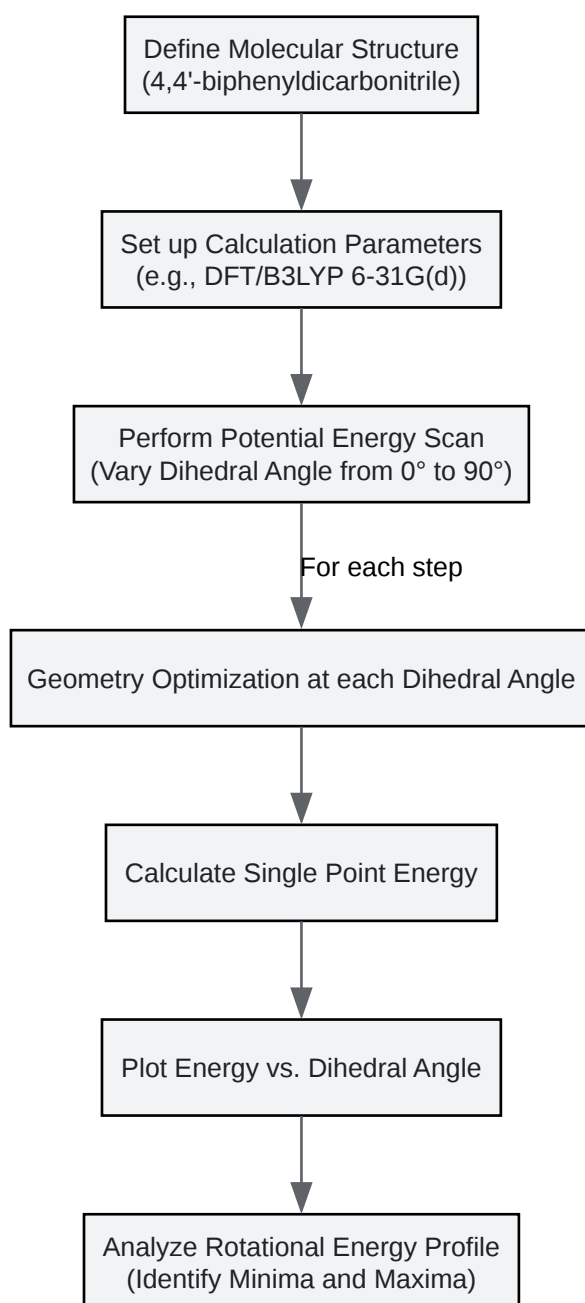 Define Molecular Structure
(4,4'-biphenyldicarbonitrile)
Set up Calculation Parameters
(e.g., DFT/B3LYP 6-31G(d))
Perform Potential Energy Scan
(Vary Dihedral Angle from 0° to 90°)
For each step
Geometry Optimization at each Dihedral Angle
Calculate Single Point Energy
Plot Energy vs. Dihedral Angle
Analyze Rotational Energy Profile
(Identify Minima and Maxima)